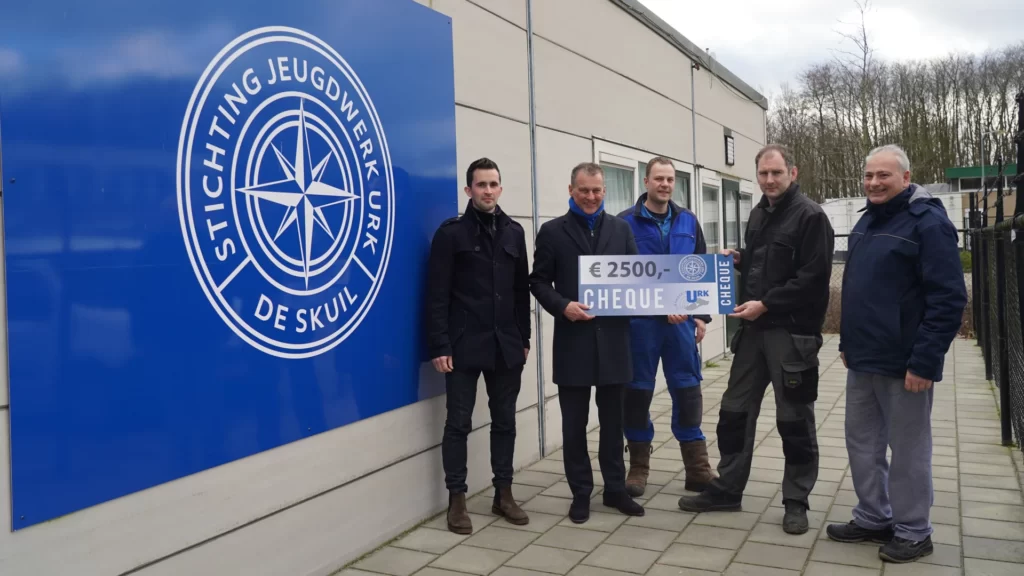 STICHTING JEUGDWERK URK
DE SKUIL
€ 2500,-
CHEQUE
URK
CHEQUE